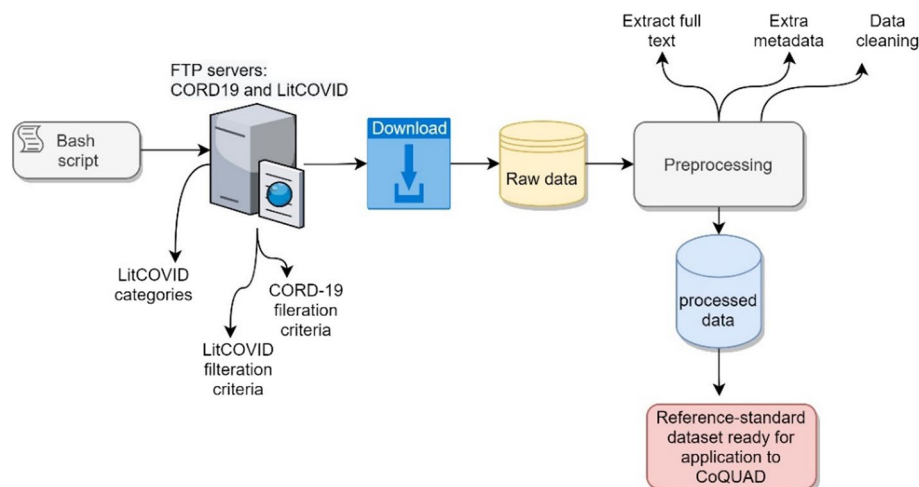 Extract full
text
Extra
metadata
Data
cleaning
FTP servers:
CORD19 and LitCOVID
Bash
script
Download
Raw data
Preprocessing
LitCOVID
categories
CORD-19
fileration
criteria
LitCOVID
filteration
criteria
processed
data
Reference-standard
dataset ready for
application to
CoQUAD